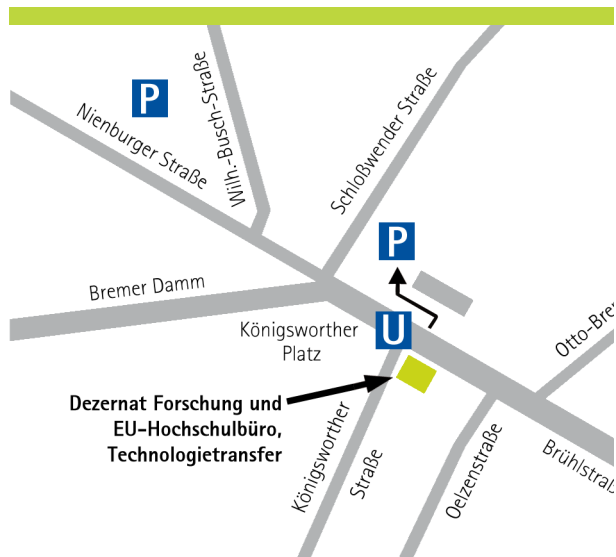 P
Nienburger Straße
Wilh.-Busch-Straße
Schloßwender Straße
P
Bremer Damm
Königsworther
Platz
U
Otto-Bre
Dezernat Forschung und
EU-Hochschulbüro,
Technologietransfer
Königsworther
Straße
Oelzenstraße
Brühlstraß